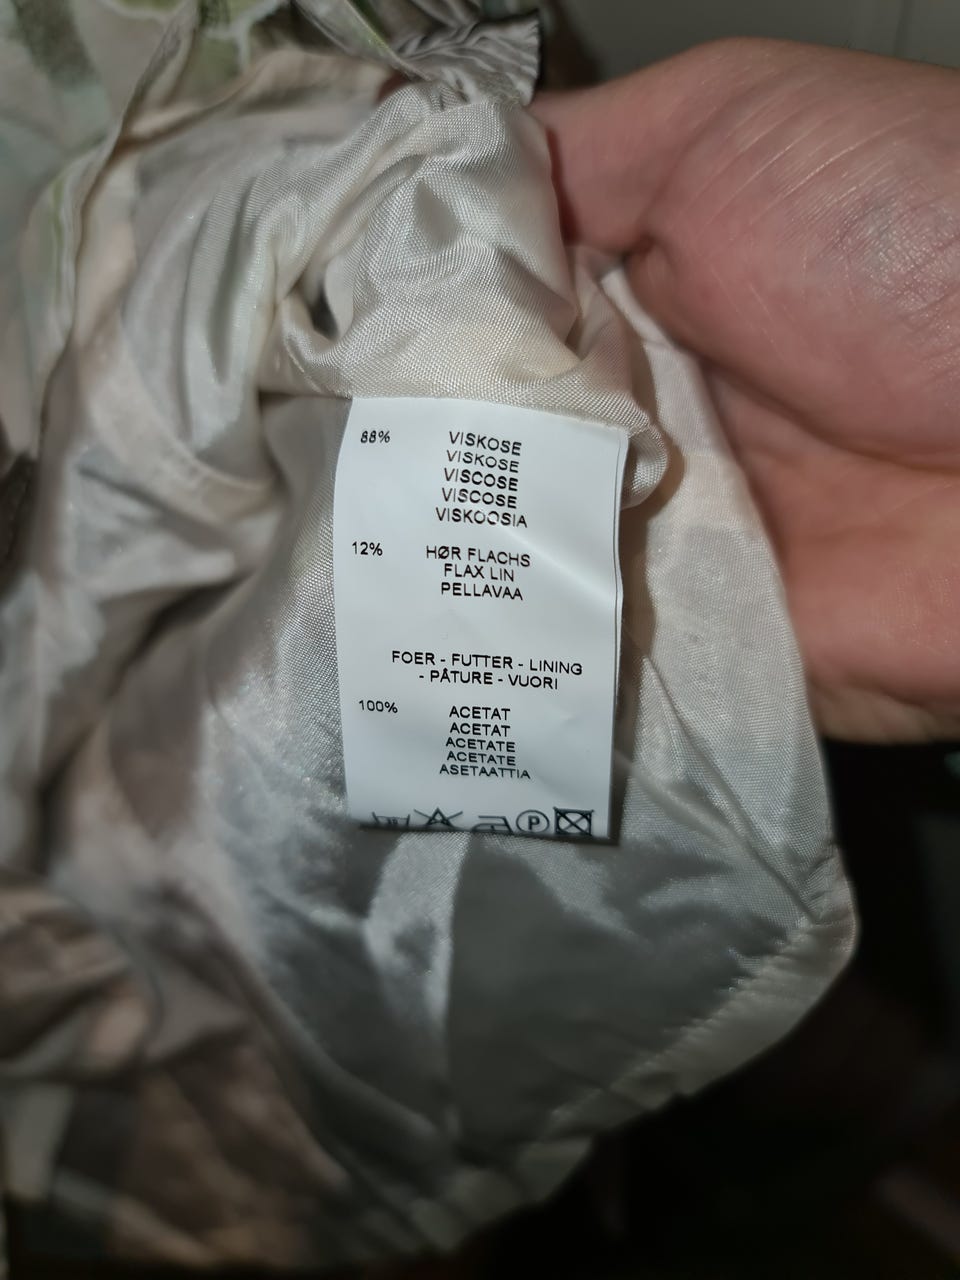 88% VISKOSE
VISKOSE
VISCOSE
VISCOSE
VISKOOSIA
12% HØR FLACHS
FLAX LIN
PELLAVAA
FOER - FUTTER - LINING
- PÂTURE - VUORI
100% ACETAT
ACETAT
ACETATE
ACETATE
ASETAATTIA
P